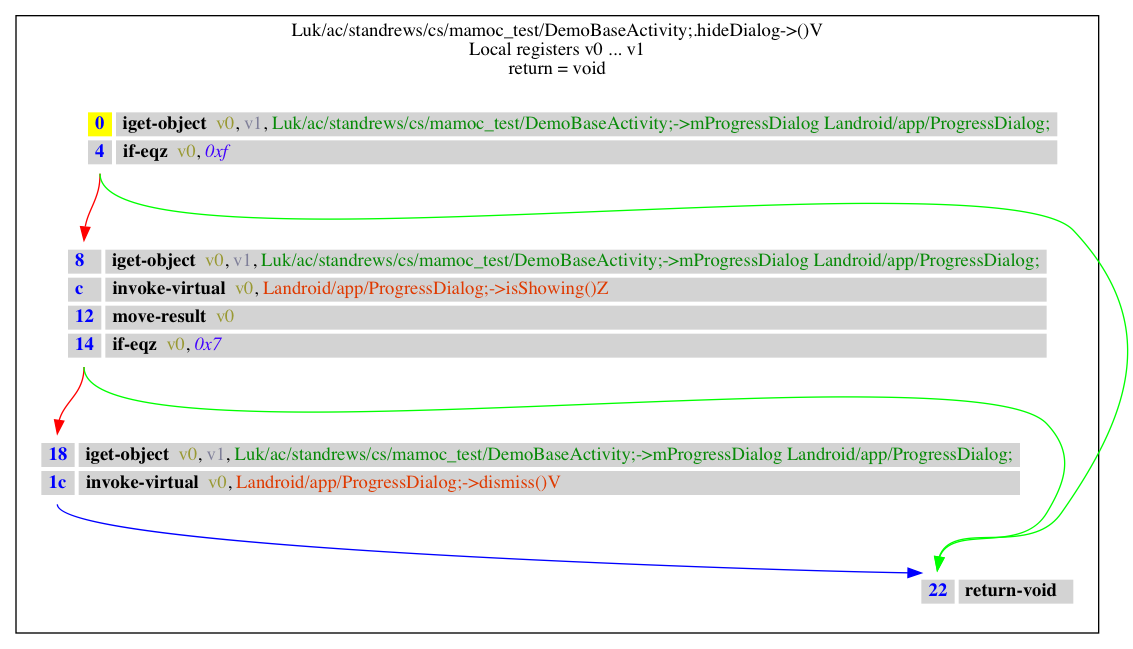 Luk/ac/standrews/cs/mamoc_test/DemoBaseActivity;.hideDialog->()V
Local registers v0 ... v1
return = void
0 iget-object v0, v1, Luk/ac/standrews/cs/mamoc_test/DemoBaseActivity;->mProgressDialog Landroid/app/ProgressDialog;
4 if-eqz v0, 0xf
8 iget-object v0, v1, Luk/ac/standrews/cs/mamoc_test/DemoBaseActivity;->mProgressDialog Landroid/app/ProgressDialog;
c invoke-virtual v0, Landroid/app/ProgressDialog;->isShowing()Z
12 move-result v0
14 if-eqz v0, 0x7
18 iget-object v0, v1, Luk/ac/standrews/cs/mamoc_test/DemoBaseActivity;->mProgressDialog Landroid/app/ProgressDialog;
1c invoke-virtual v0, Landroid/app/ProgressDialog;->dismiss()V
22 return-void